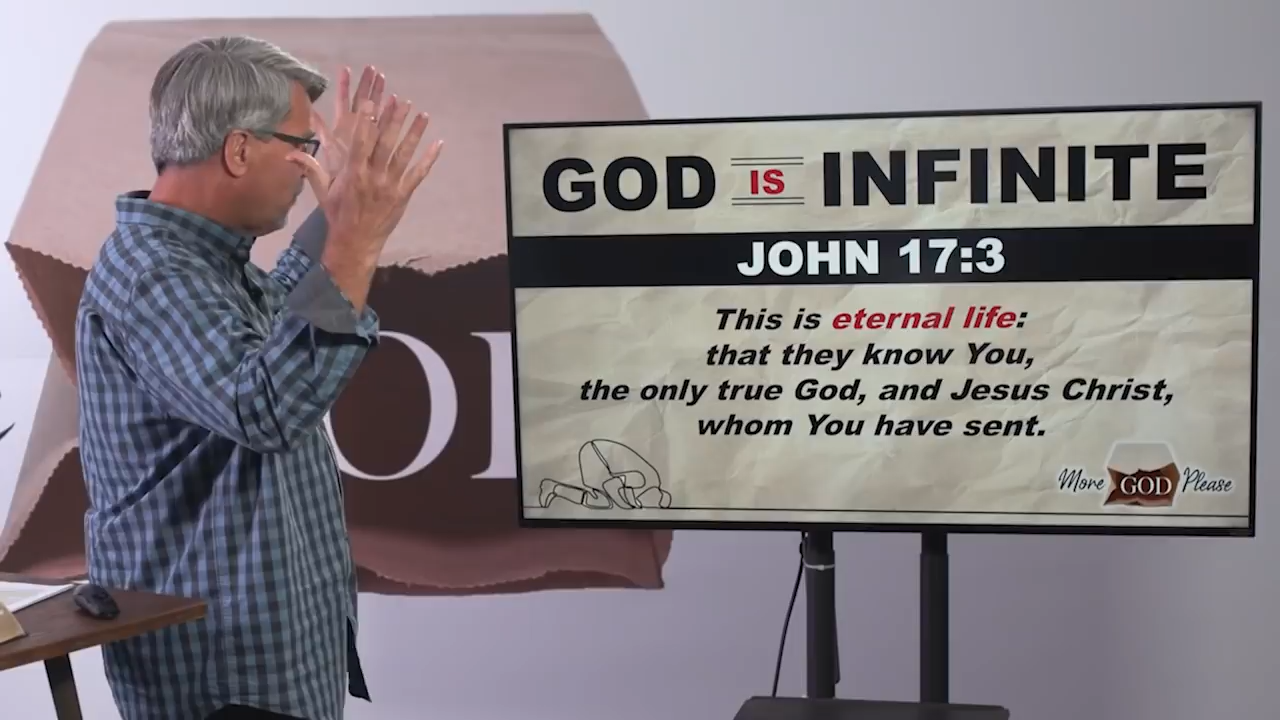 GOD IS INFINITE
JOHN 17:3
This is eternal life:
that they know You,
the only true God, and Jesus Christ,
whom You have sent.
More GOD Please